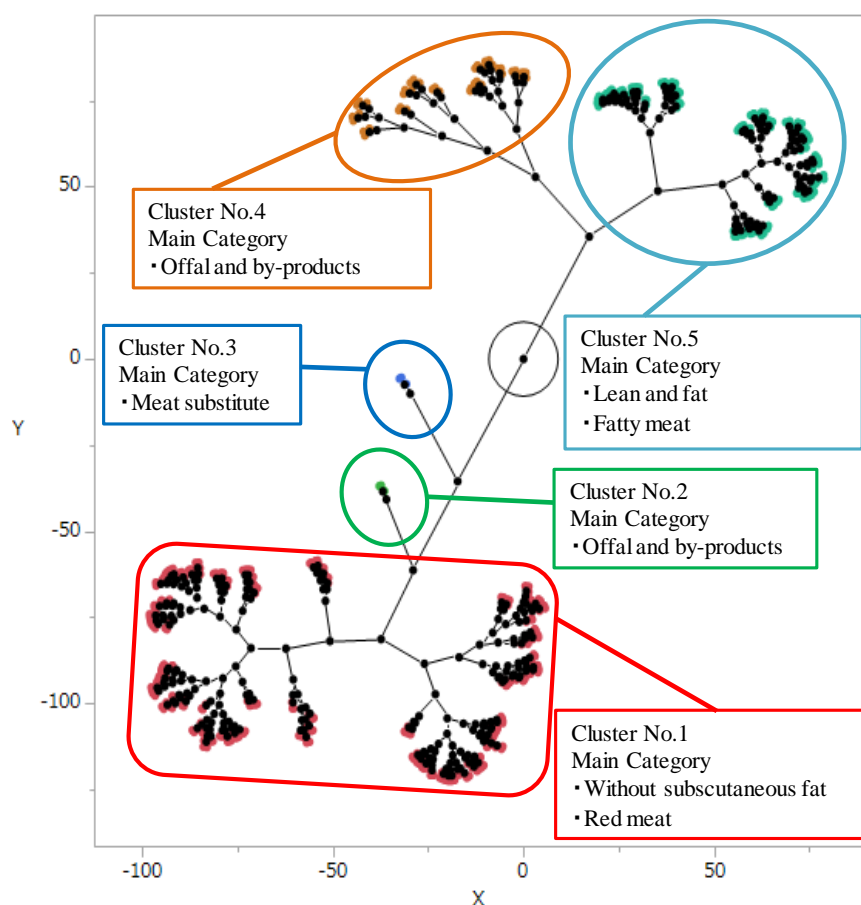 Cluster No.4
Main Category
・Offal and by-products
50
Cluster No.3
Main Category
・Meat substitute
0
Cluster No.5
Main Category
・Lean and fat
・Fatty meat
Y
Cluster No.2
Main Category
・Offal and by-products
-50
-100
Cluster No.1
Main Category
・Without subscutaneous fat
・Red meat
-100
-50
0
50
X